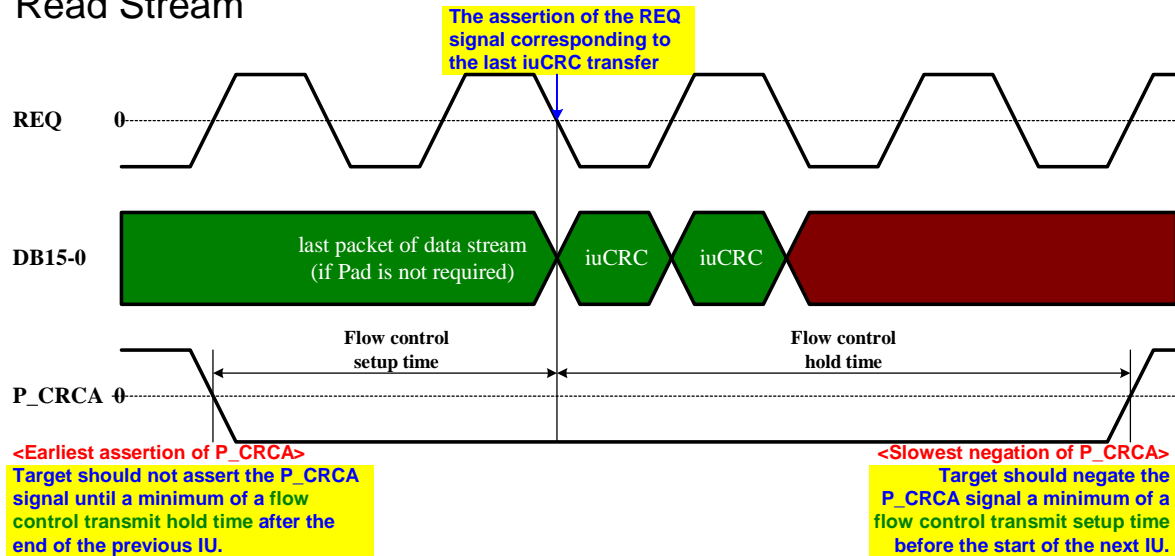 Read Stream
The assertion of the REQ
signal corresponding to
the last iuCRC transfer
REQ
0
DB15-0
last packet of data stream
(if Pad is not required)
iuCRC
iuCRC
Flow control
setup time
Flow control
hold time
P_CRCA
0
<Earliest assertion of P_CRCA>
Target should not assert the P_CRCA
signal until a minimum of a flow
control transmit hold time after the
end of the previous IU.
<Slowest negation of P_CRCA>
Target should negate the
P_CRCA signal a minimum of a
flow control transmit setup time
before the start of the next IU.